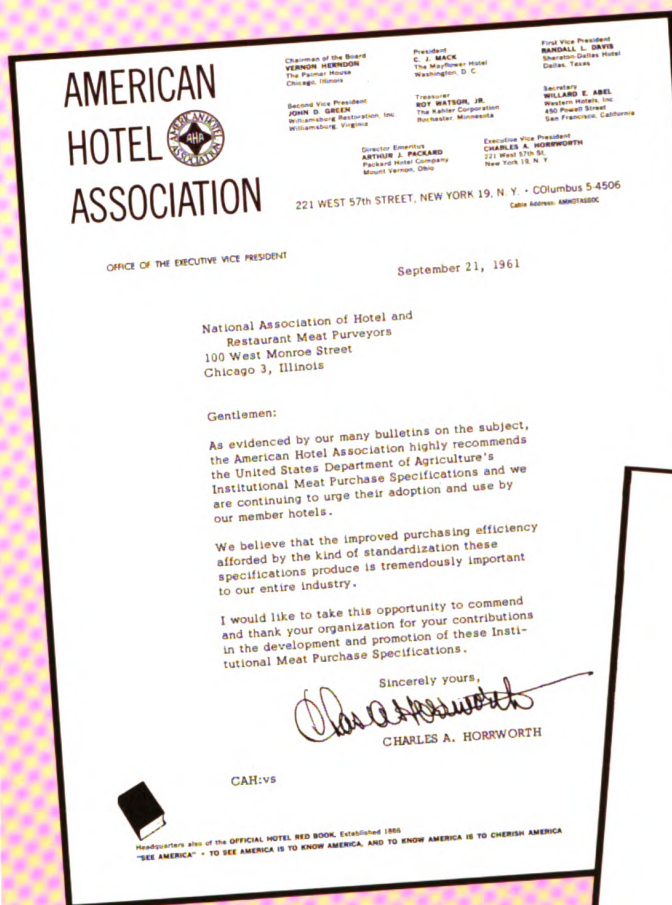 AMERICAN
HOTEL
ASSOCIATION
AMERICAN HOTEL ASSOCIATION
AHA
Chairman of the Board
VERNON HERNDON
The Palmer House
Chicago, Illinois
President
C. J. MACK
The Mayflower Hotel
Washington, D. C.
First Vice President
RANDALL L. DAVIS
Sheraton-Dallas Hotel
Dallas, Texas
Second Vice President
JOHN D. GREEN
Williamsburg Restoration, Inc.
Williamsburg, Virginia
Treasurer
ROY WATSON, JR.
The Kahler Corporation
Rochester, Minnesota
Secretary
WILLARD E. ABEL
Western Hotels, Inc.
450 Powell Street
San Francisco, California
Director Emeritus
ARTHUR J. PACKARD
Packard Hotel Company
Mount Vernon, Ohio
Executive Vice President
CHARLES A. HORRWORTH
221 West 57th St.
New York 19, N. Y.
221 WEST 57th STREET, NEW YORK 19, N. Y. • COlumbus 5-4506
Cable Address: AMHOTASSOC
OFFICE OF THE EXECUTIVE VICE PRESIDENT
September 21, 1961
National Association of Hotel and
Restaurant Meat Purveyors
100 West Monroe Street
Chicago 3, Illinois
Gentlemen:
As evidenced by our many bulletins on the subject,
the American Hotel Association highly recommends
the United States Department of Agriculture's
Institutional Meat Purchase Specifications and we
are continuing to urge their adoption and use by
our member hotels.
We believe that the improved purchasing efficiency
afforded by the kind of standardization these
specifications produce is tremendously important
to our entire industry.
I would like to take this opportunity to commend
and thank your organization for your contributions
in the development and promotion of these Insti-
tutional Meat Purchase Specifications.
Sincerely yours,
Chas A Horrworth
CHARLES A. HORRWORTH
CAH:vs
Headquarters also of the OFFICIAL HOTEL RED BOOK, Established 1886
"SEE AMERICA" • TO SEE AMERICA IS TO KNOW AMERICA, AND TO KNOW AMERICA IS TO CHERISH AMERICA